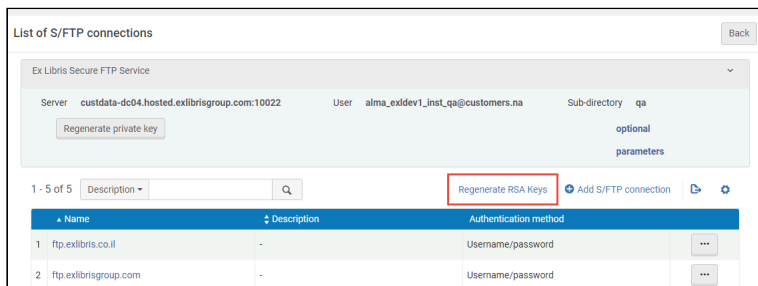 List of S/FTP connections Back
Ex Libris Secure FTP Service
Server custdata-dc04.hosted.exlibrisgroup.com:10022 User alma_exldev1_inst_qa@customers.na Sub-directory qa
Regenerate private key optional
parameters
1 - 5 of 5 Description Regenerate RSA Keys Add S/FTP connection
Name Description Authentication method
1 ftp.exlibris.co.il - Username/password ...
2 ftp.exlibrisgroup.com - Username/password ...